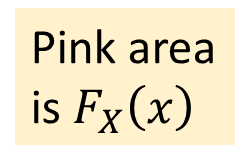 Pink area
is $F_X(x)$